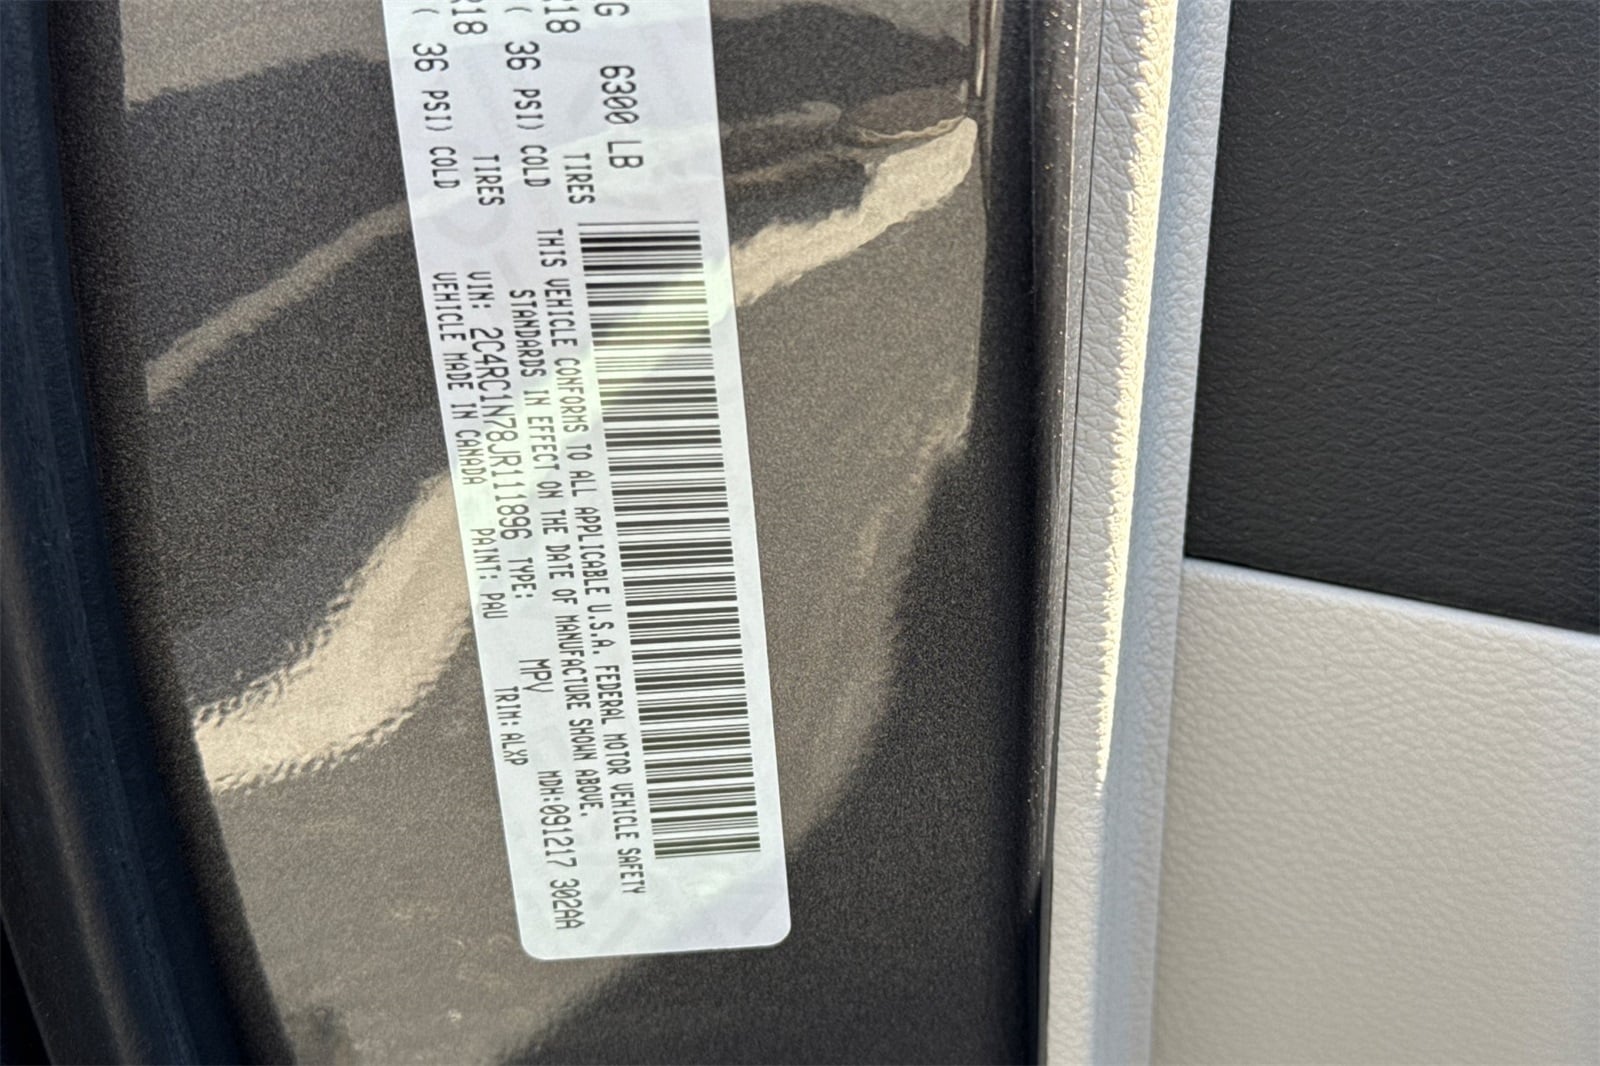 G 6300 LB
R18 TIRES
( 36 PSI) COLD
R18 TIRES
( 36 PSI) COLD
THIS VEHICLE CONFORMS TO ALL APPLICABLE U.S.A. FEDERAL MOTOR VEHICLE SAFETY
STANDARDS IN EFFECT ON THE DATE OF MANUFACTURE SHOWN ABOVE.
VIN: 2C4RC1N78JR111896 TYPE: MPV MDH:091217 302AA
VEHICLE MADE IN CANADA PAINT: PAU TRIM:ALXP